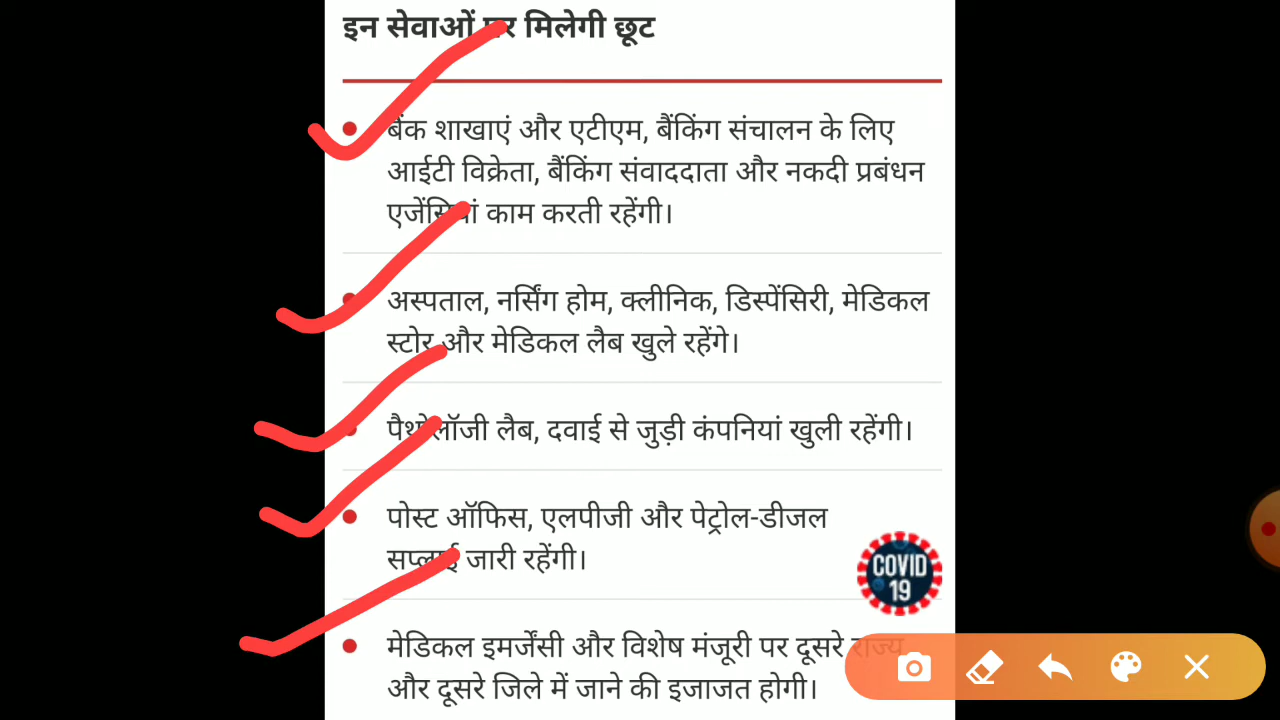 इन सेवाओं पर मिलेगी छूट
बैंक शाखाएं और एटीएम, बैंकिंग संचालन के लिए
आईटी विक्रेता, बैंकिंग संवाददाता और नकदी प्रबंधन
एजेंसियां काम करती रहेंगी।
अस्पताल, नर्सिंग होम, क्लीनिक, डिस्पेंसिरी, मेडिकल
स्टोर और मेडिकल लैब खुले रहेंगे।
पैथोलॉजी लैब, दवाई से जुड़ी कंपनियां खुली रहेंगी।
पोस्ट ऑफिस, एलपीजी और पेट्रोल-डीजल
सप्लाई जारी रहेंगी।
COVID
19
मेडिकल इमर्जेंसी और विशेष मंजूरी पर दूसरे राज्य
और दूसरे जिले में जाने की इजाजत होगी।